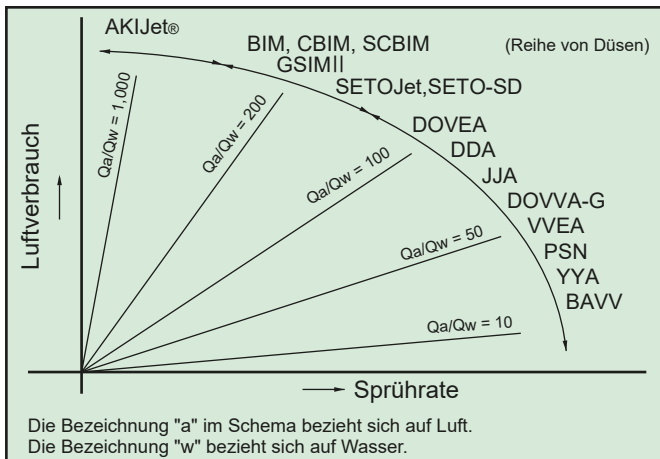 AKIJet®
BIM, CBIM, SCBIM
GSIMII
(Reihe von Düsen)
SETOJet,SETO-SD
DOVEA
DDA
JJA
DOVVA-G
VVEA
PSN
YYA
BAVV
Qa/Qw = 1,000
Qa/Qw = 200
Qa/Qw = 100
Qa/Qw = 50
Qa/Qw = 10
Luftverbrauch
Sprührate
Die Bezeichnung "a" im Schema bezieht sich auf Luft.
Die Bezeichnung "w" bezieht sich auf Wasser.